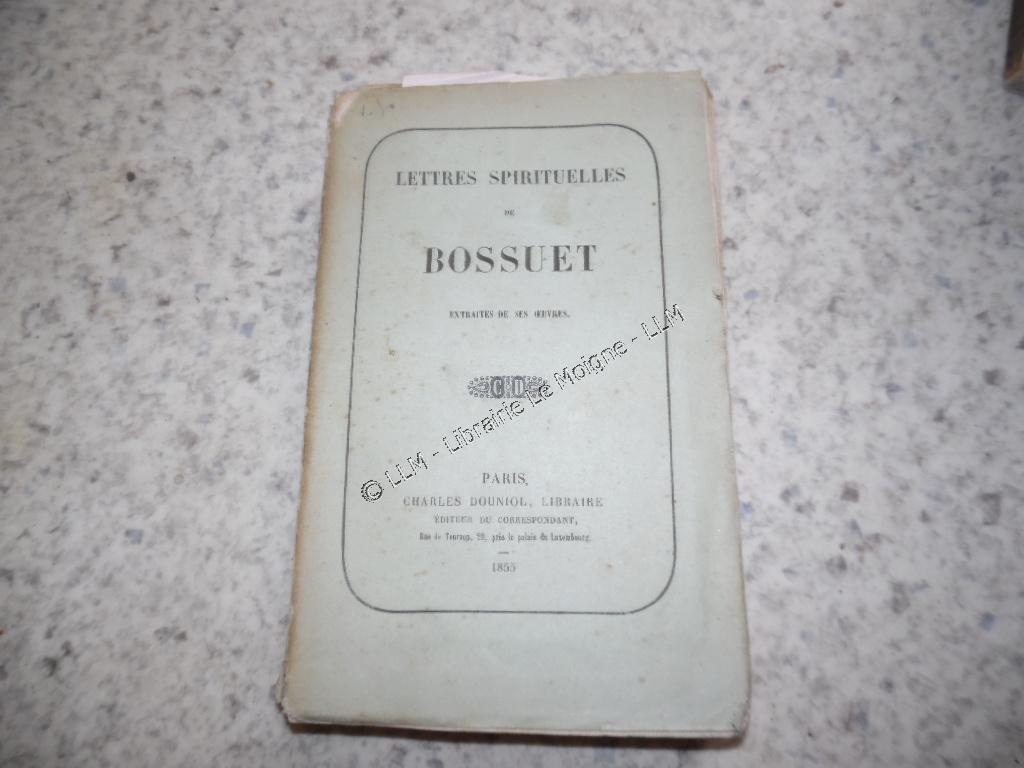 LETTRES SPIRITUELLES
DE
BOSSUET
EXTRAITES DE SES ŒUVRES.
CD
PARIS,
CHARLES DOUNIOL, LIBRAIRE
ÉDITEUR DU CORRESPONDANT,
Rue de Tournon, 29, près le palais du Luxembourg.
1855
© LLM - Librairie Le Moigne - LLM